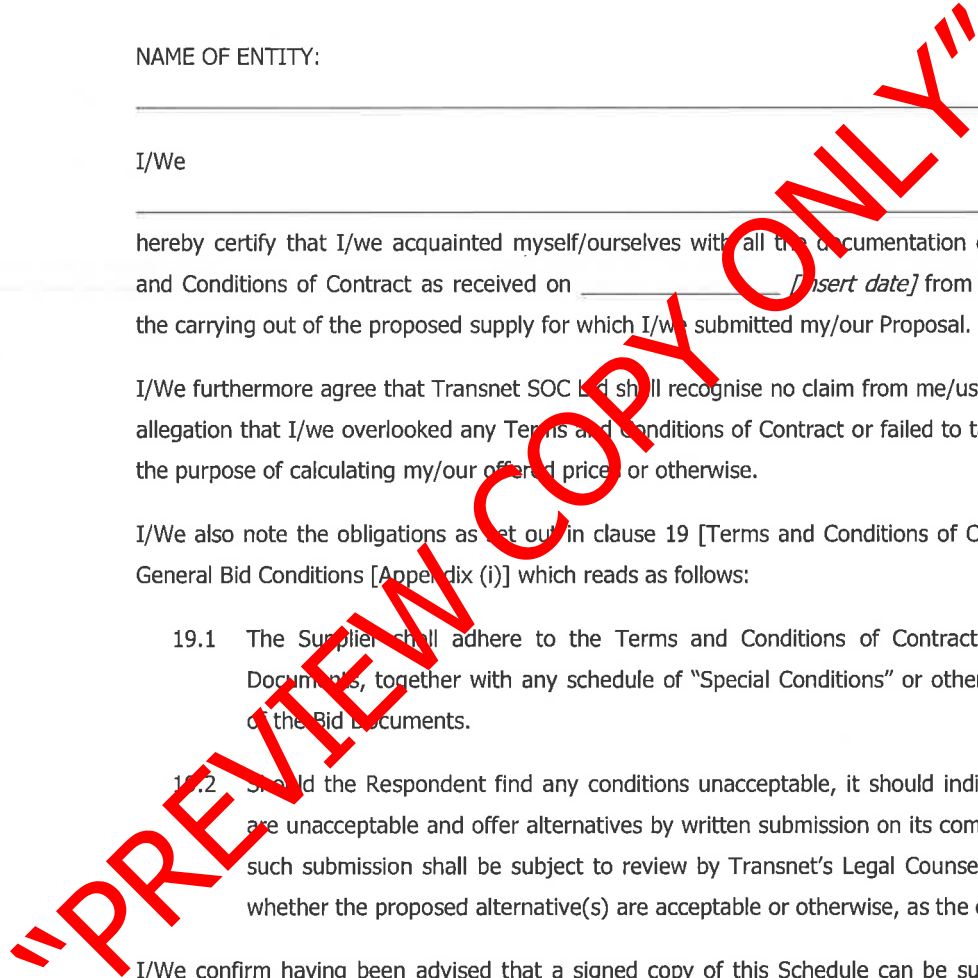 NAME OF ENTITY:
I/We
hereby certify that I/we acquainted myself/ourselves with all the documentation
and Conditions of Contract as received on [insert date] from
the carrying out of the proposed supply for which I/we submitted my/our Proposal.
I/We furthermore agree that Transnet SOC Ltd shall recognise no claim from me/us
allegation that I/we overlooked any Terms and Conditions of Contract or failed to
the purpose of calculating my/our offered prices or otherwise.
I/We also note the obligations as set out in clause 19 [Terms and Conditions of
General Bid Conditions [Appendix (i)] which reads as follows:
19.1 The Supplier shall adhere to the Terms and Conditions of Contract
Documents, together with any schedule of “Special Conditions” or
of the Bid Documents.
19.2 Should the Respondent find any conditions unacceptable, it should
are unacceptable and offer alternatives by written submission on its
such submission shall be subject to review by Transnet’s Legal
whether the proposed alternative(s) are acceptable or otherwise, as the
I/We confirm having been advised that a signed copy of this Schedule can be
“PREVIEW COPY ONLY”